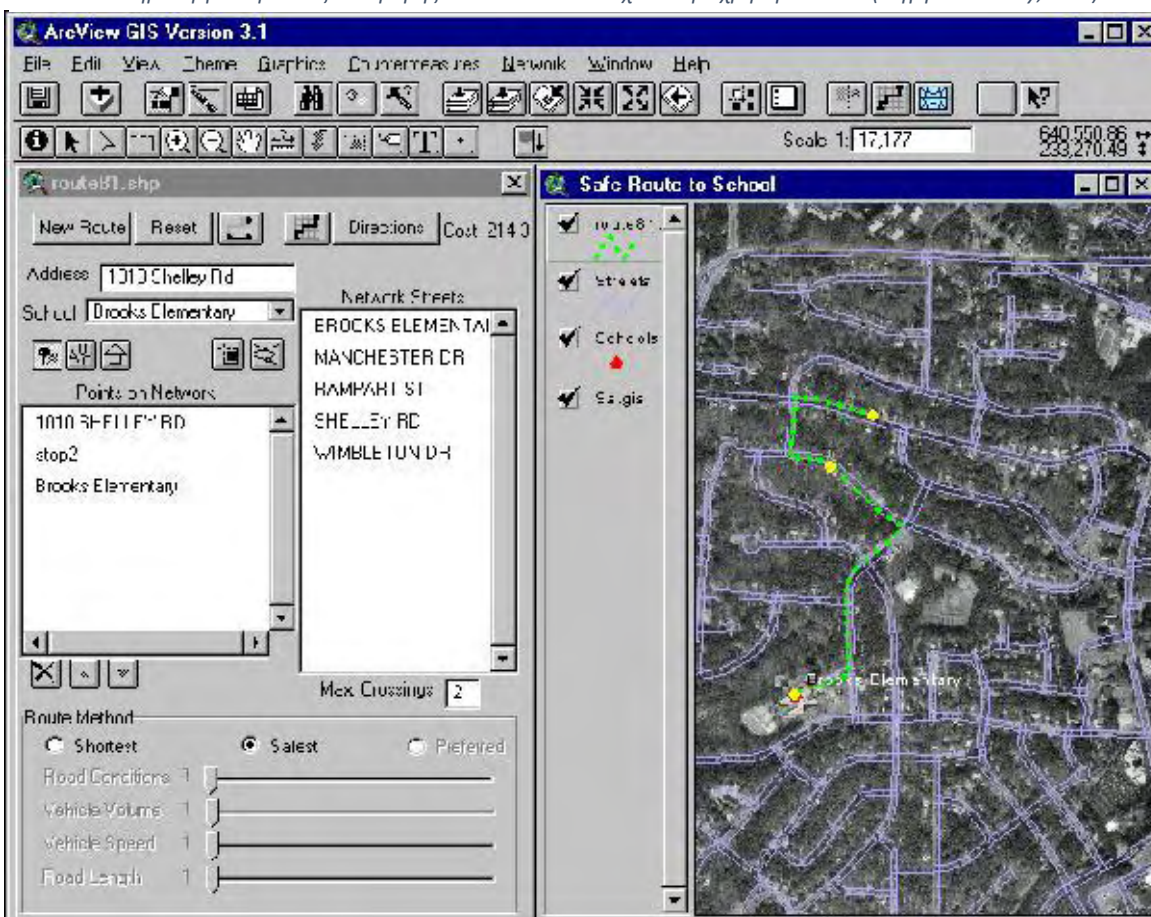 ArcView GIS Version 3.1
File Edit View Theme Graphics Countermeasures Network Window Help
Scale 1: 17,177
640,550.86
233,270.49
route81.shp
New Route Reset Directions Cost 214.0
Address 1010 Shelley Rd
School Brooks Elementary
Points on Network
1010 SHELLEY RD
stop2
Brooks Elementary
Network Streets
BROOKS ELEMENTAI
MANCHESTER DR
RAMPART ST
SHELLEY RD
WIMBLETON DR
Max Crossings 2
Route Method
Shortest Safest Preferred
Road Conditions 1
Vehicle Volume 1
Vehicle Speed 1
Road Length 1
Safe Route to School
route81.
Streets
Schools
Brooks Elementary